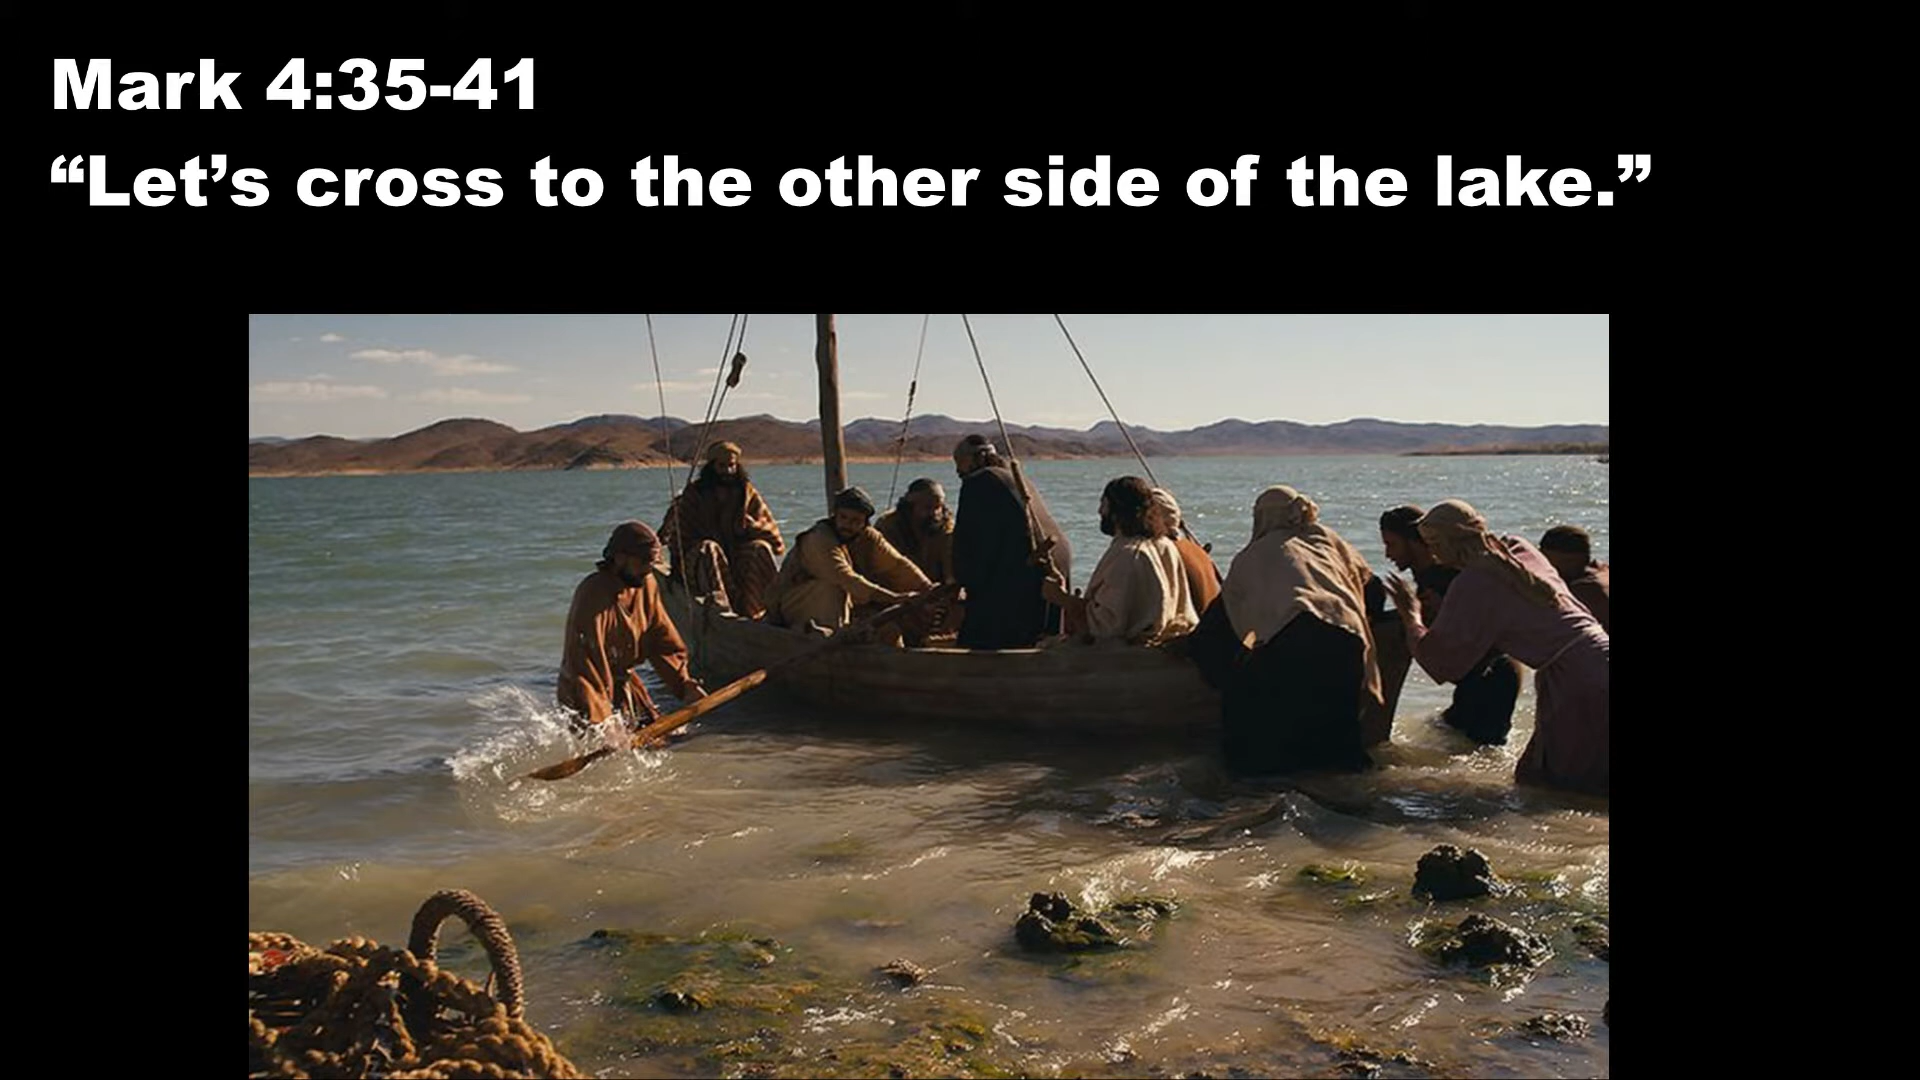 Mark 4:35-41
“Let’s cross to the other side of the lake.”